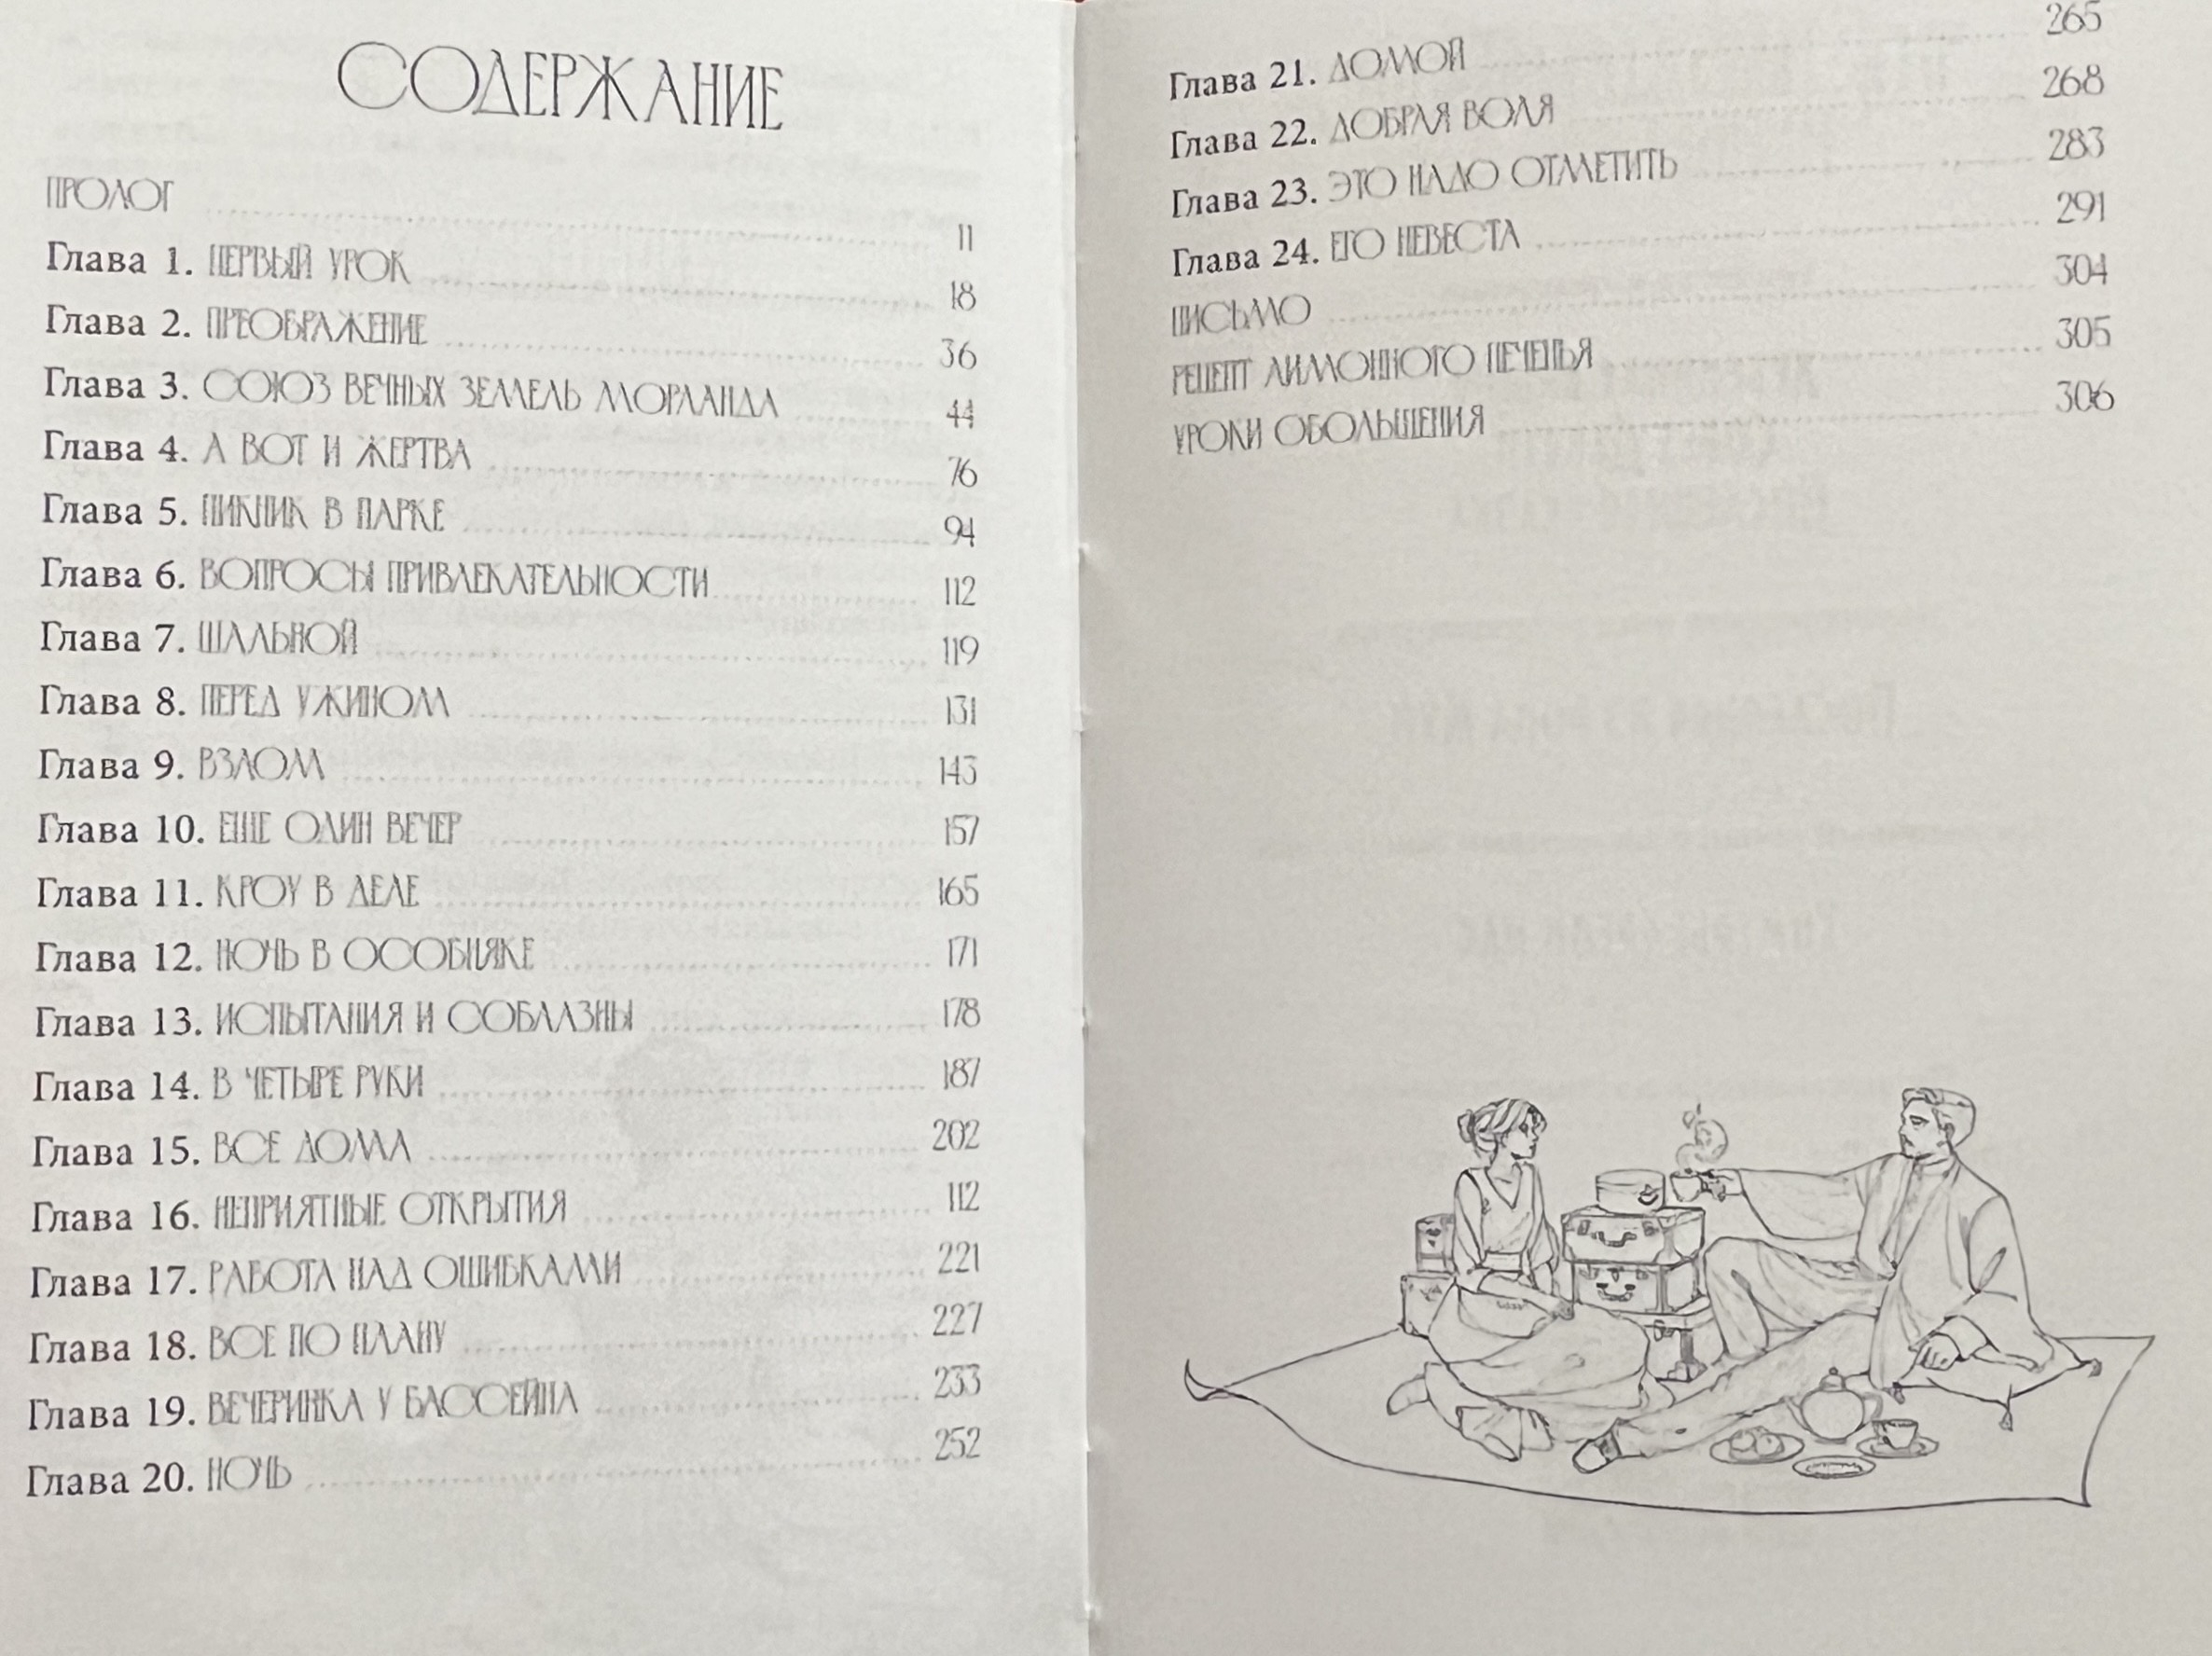 СОДЕРЖАНИЕ
ПРОЛОГ 11
Глава 1. ПЕРВЫЙ УРОК 18
Глава 2. ПРЕОБРАЖЕНИЕ 36
Глава 3. СОЮЗ ВЕЧНЫХ ЗЕМЕЛЬ МОРЛАНДА 44
Глава 4. А ВОТ И ЖЕРТВА 76
Глава 5. ПИКНИК В ПАРКЕ 94
Глава 6. ВОПРОСЫ ПРИВЛЕКАТЕЛЬНОСТИ 112
Глава 7. ШАЛЬНОЙ 119
Глава 8. ПЕРЕД УЖИНОМ 131
Глава 9. ВЗЛОМ 143
Глава 10. ЕЩЕ ОДИН ВЕЧЕР 157
Глава 11. КРОУ В ДЕЛЕ 165
Глава 12. НОЧЬ В ОСОБНЯКЕ 171
Глава 13. ИСПЫТАНИЯ И СОБЛАЗНЫ 178
Глава 14. В ЧЕТЫРЕ РУКИ 187
Глава 15. ВСЕ ДОМА 202
Глава 16. НЕПРИЯТНЫЕ ОТКРЫТИЯ 112
Глава 17. РАБОТА НАД ОШИБКАМИ 221
Глава 18. ВСЕ ПО ПЛАНУ 227
Глава 19. ВЕЧЕРИНКА У БАССЕЙНА 233
Глава 20. НОЧЬ 252
Глава 21. ДОМОЙ 265
Глава 22. ДОБРАЯ ВОЛЯ 268
Глава 23. ЭТО НАДО ОТМЕТИТЬ 283
Глава 24. ЕГО НЕВЕСТА 291
ПИСЬМО 304
РЕЦЕПТ ЛИМОННОГО ПЕЧЕНЬЯ 305
УРОКИ ОБОЛЬЩЕНИЯ 306